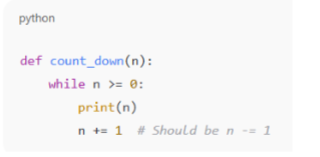 python
def count_down(n):
    while n >= 0:
        print(n)
        n += 1  # Should be n -= 1